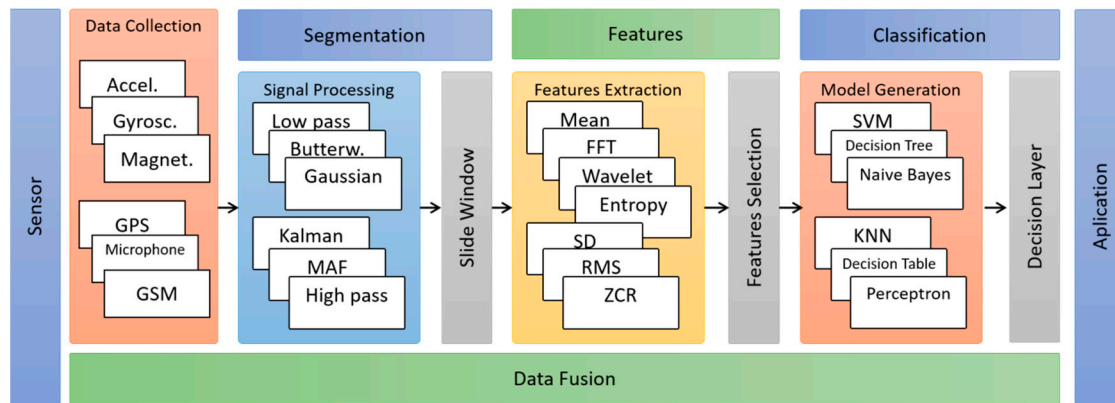 Sensor
Data Collection
Accel.
Gyrosc.
Magnet.
GPS
Microphone
GSM
Segmentation
Signal Processing
Low pass
Butterw.
Gaussian
Kalman
MAF
High pass
Slide Window
Features
Features Extraction
Mean
FFT
Wavelet
Entropy
SD
RMS
ZCR
Features Selection
Classification
Model Generation
SVM
Decision Tree
Naive Bayes
KNN
Decision Table
Perceptron
Decision Layer
Aplication
Data Fusion